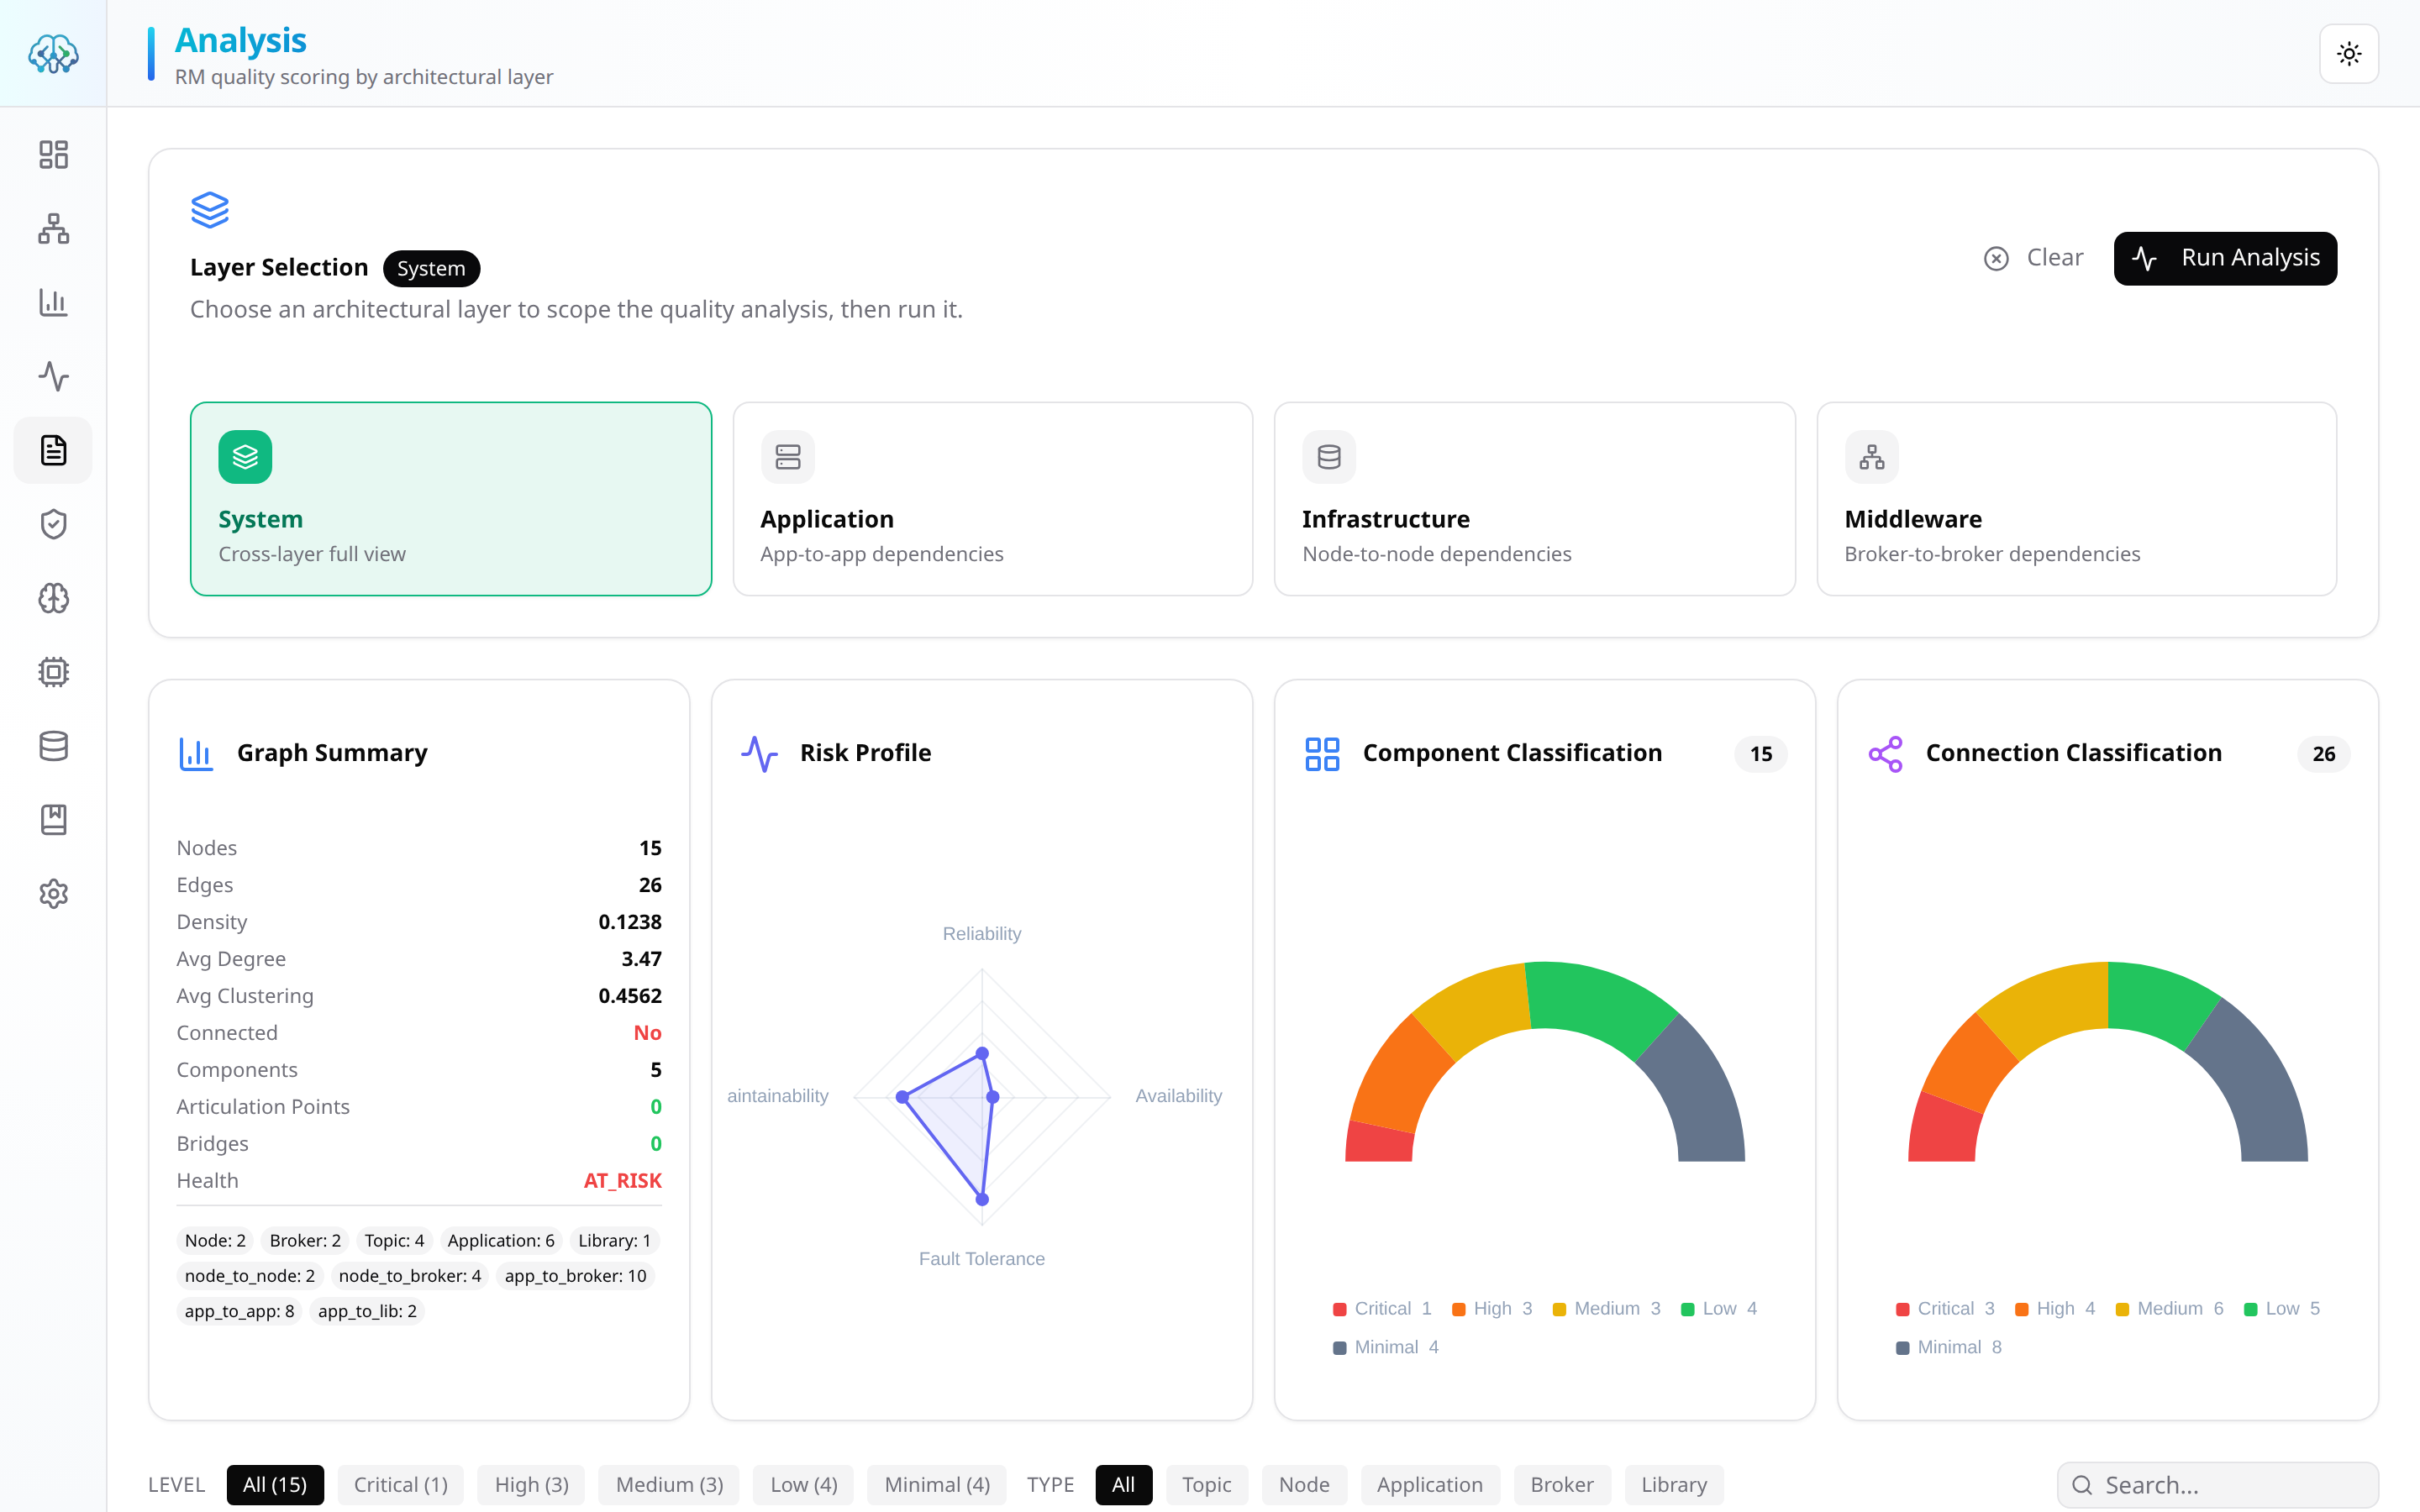 Analysis
RM quality scoring by architectural layer
Layer Selection System
Choose an architectural layer to scope the quality analysis, then run it.
Clear
Run Analysis
System
Cross-layer full view
Application
App-to-app dependencies
Infrastructure
Node-to-node dependencies
Middleware
Broker-to-broker dependencies
Graph Summary
Nodes 15
Edges 26
Density 0.1238
Avg Degree 3.47
Avg Clustering 0.4562
Connected No
Components 5
Articulation Points 0
Bridges 0
Health AT_RISK
Node: 2 Broker: 2 Topic: 4 Application: 6 Library: 1
node_to_node: 2 node_to_broker: 4 app_to_broker: 10
app_to_app: 8 app_to_lib: 2
Risk Profile
Reliability
aintainability
Availability
Fault Tolerance
Component Classification 15
Critical 1 High 3 Medium 3 Low 4
Minimal 4
Connection Classification 26
Critical 3 High 4 Medium 6 Low 5
Minimal 8
LEVEL All (15) Critical (1) High (3) Medium (3) Low (4) Minimal (4) TYPE All Topic Node Application Broker Library Search...